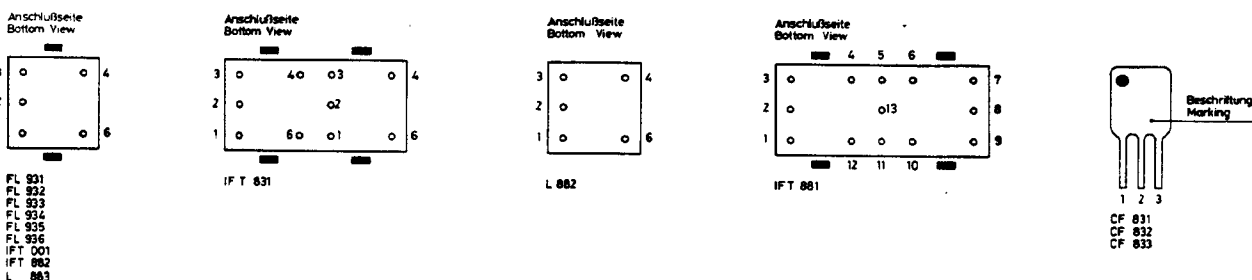 Anschlußseite
Bottom View
3
4
2
6
FL 931
FL 932
FL 933
FL 934
FL 935
FL 936
IFT 001
IFT 882
L 883
Anschlußseite
Bottom View
3 4 3 4
2 2
1 6 1 6
IFT 831
Anschlußseite
Bottom View
3 4
2
1 6
L 882
Anschlußseite
Bottom View
4 5 6
3 7
2 13 8
1 9
12 11 10
IFT 881
Beschriftung
Marking
1 2 3
CF 831
CF 832
CF 833